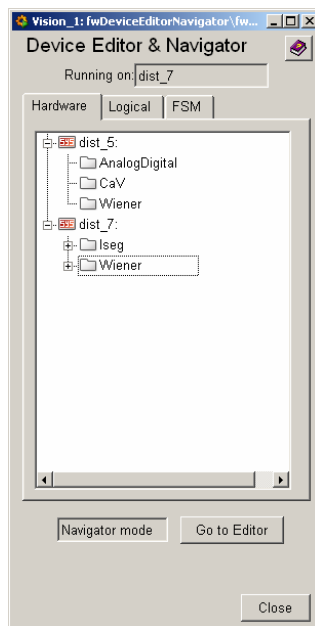 Vision_1: fwDeviceEditorNavigator\fw...
Device Editor & Navigator
Running on: dist_7
Hardware Logical FSM
dist_5:
AnalogDigital
CaV
Wiener
dist_7:
Iseg
Wiener
Navigator mode Go to Editor
Close